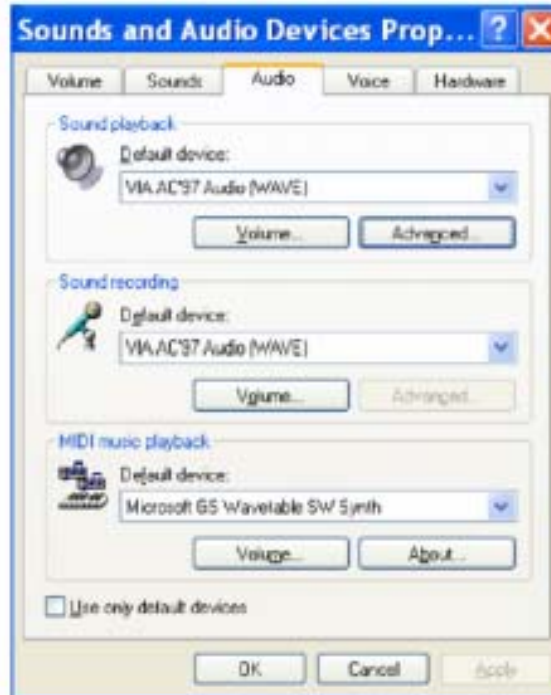 Sounds and Audio Devices Prop... ?
Volume Sounds Audio Voice Hardware
Sound playback
Default device:
VIA AC'97 Audio (WAVE)
Volume... Advanced...
Sound recording
Default device:
VIA AC'97 Audio (WAVE)
Volume... Advanced...
MIDI music playback
Default device:
Microsoft GS Wavetable SW Synth
Volume... About...
Use only default devices
OK Cancel Apply